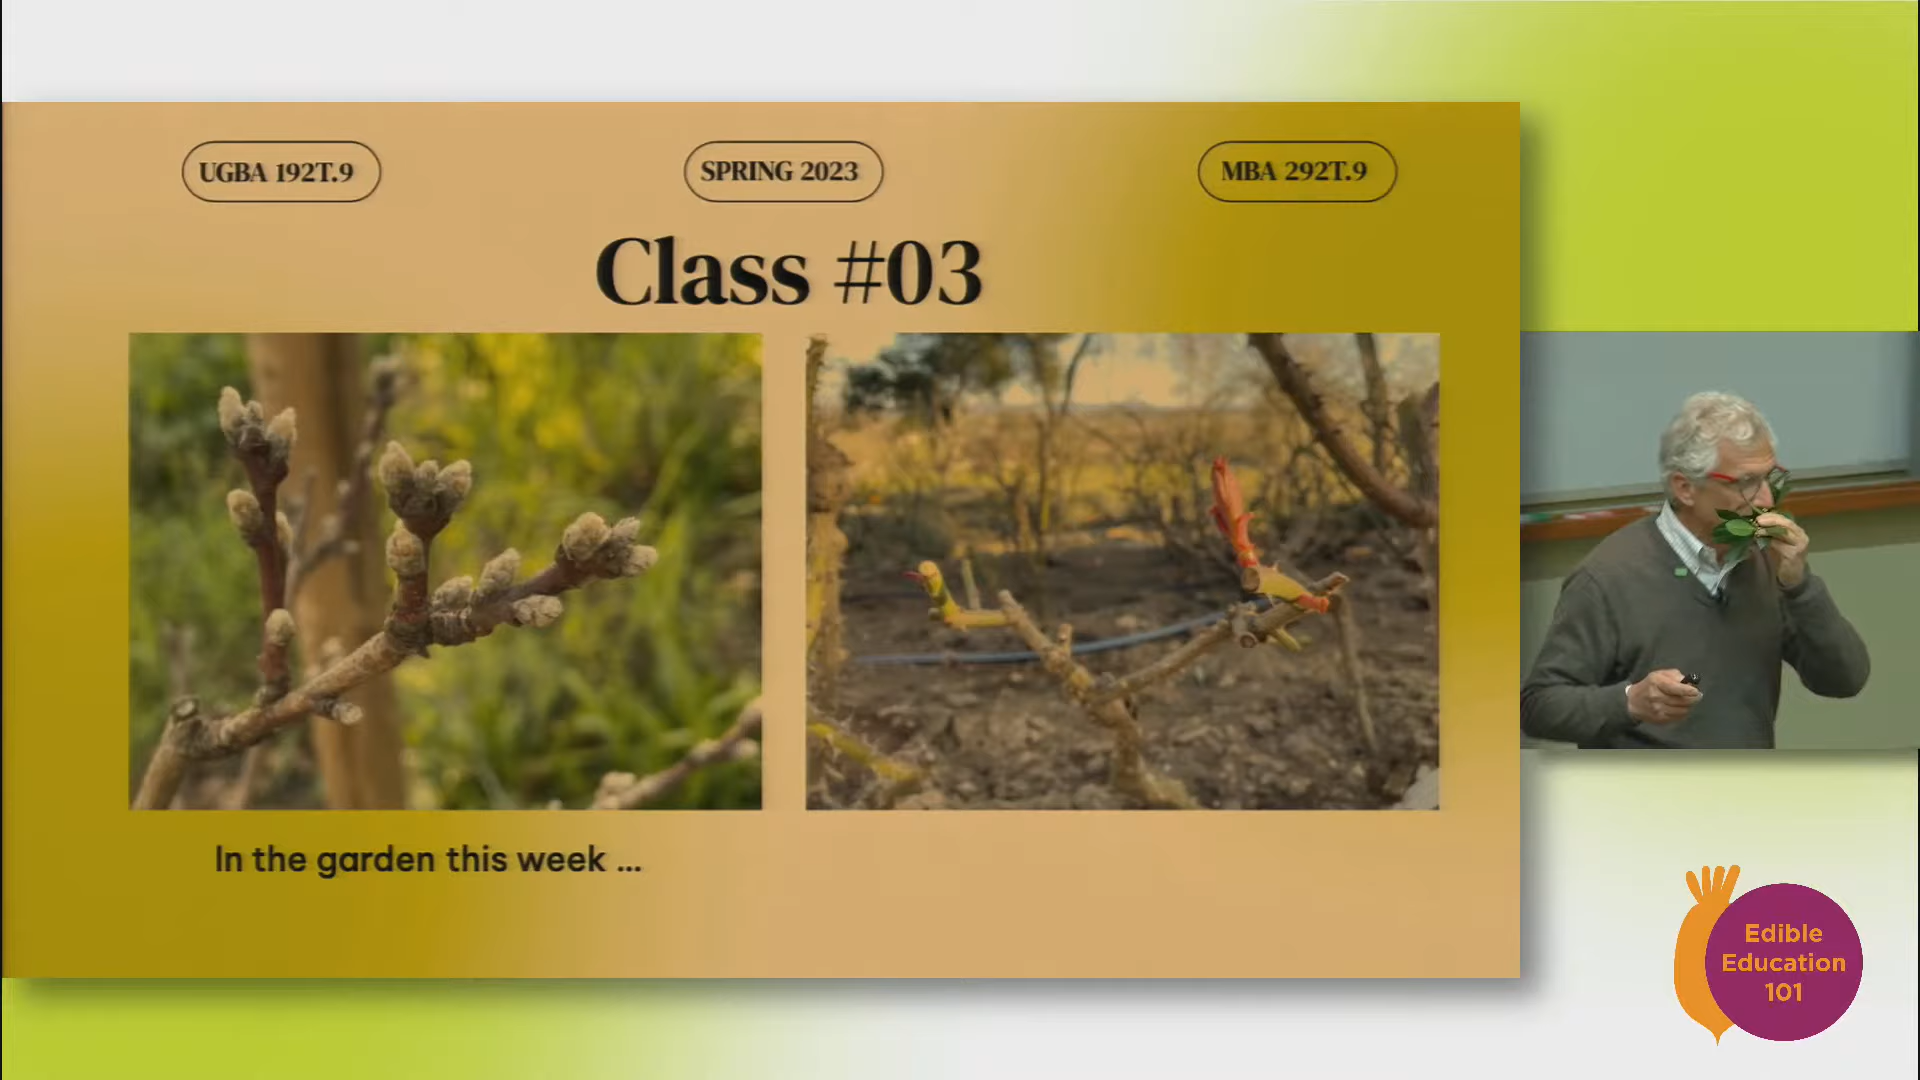 UGBA 192T.9
SPRING 2023
MBA 292T.9
Class #03
In the garden this week ...
Edible
Education
101